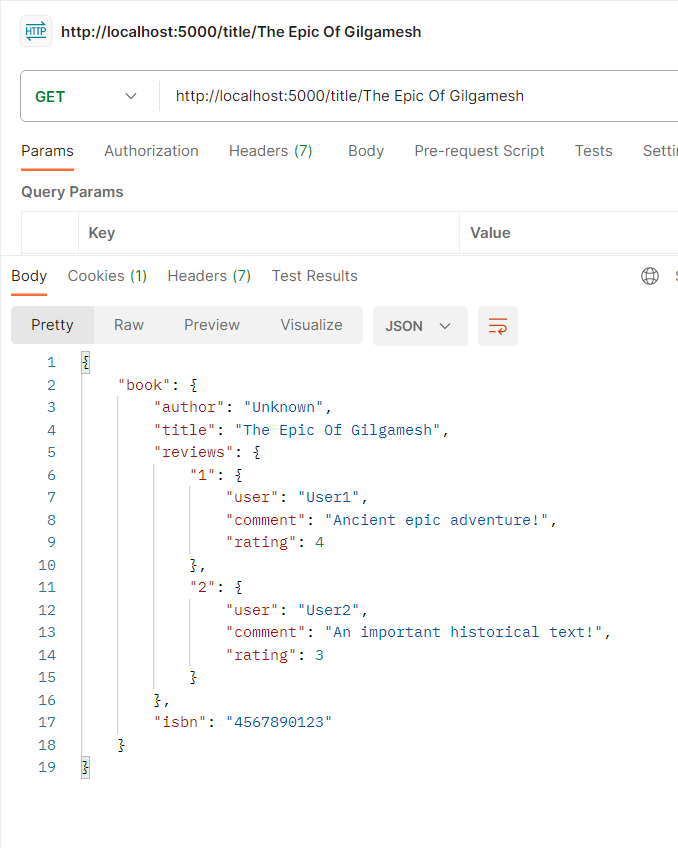 HTTP http://localhost:5000/title/The Epic Of Gilgamesh
GET http://localhost:5000/title/The Epic Of Gilgamesh
Params Authorization Headers (7) Body Pre-request Script Tests Setti
Query Params
Key Value
Body Cookies (1) Headers (7) Test Results
Pretty Raw Preview Visualize JSON
1 {
2 "book": {
3 "author": "Unknown",
4 "title": "The Epic Of Gilgamesh",
5 "reviews": {
6 "1": {
7 "user": "User1",
8 "comment": "Ancient epic adventure!",
9 "rating": 4
10 },
11 "2": {
12 "user": "User2",
13 "comment": "An important historical text!",
14 "rating": 3
15 }
16 },
17 "isbn": "4567890123"
18 }
19 }